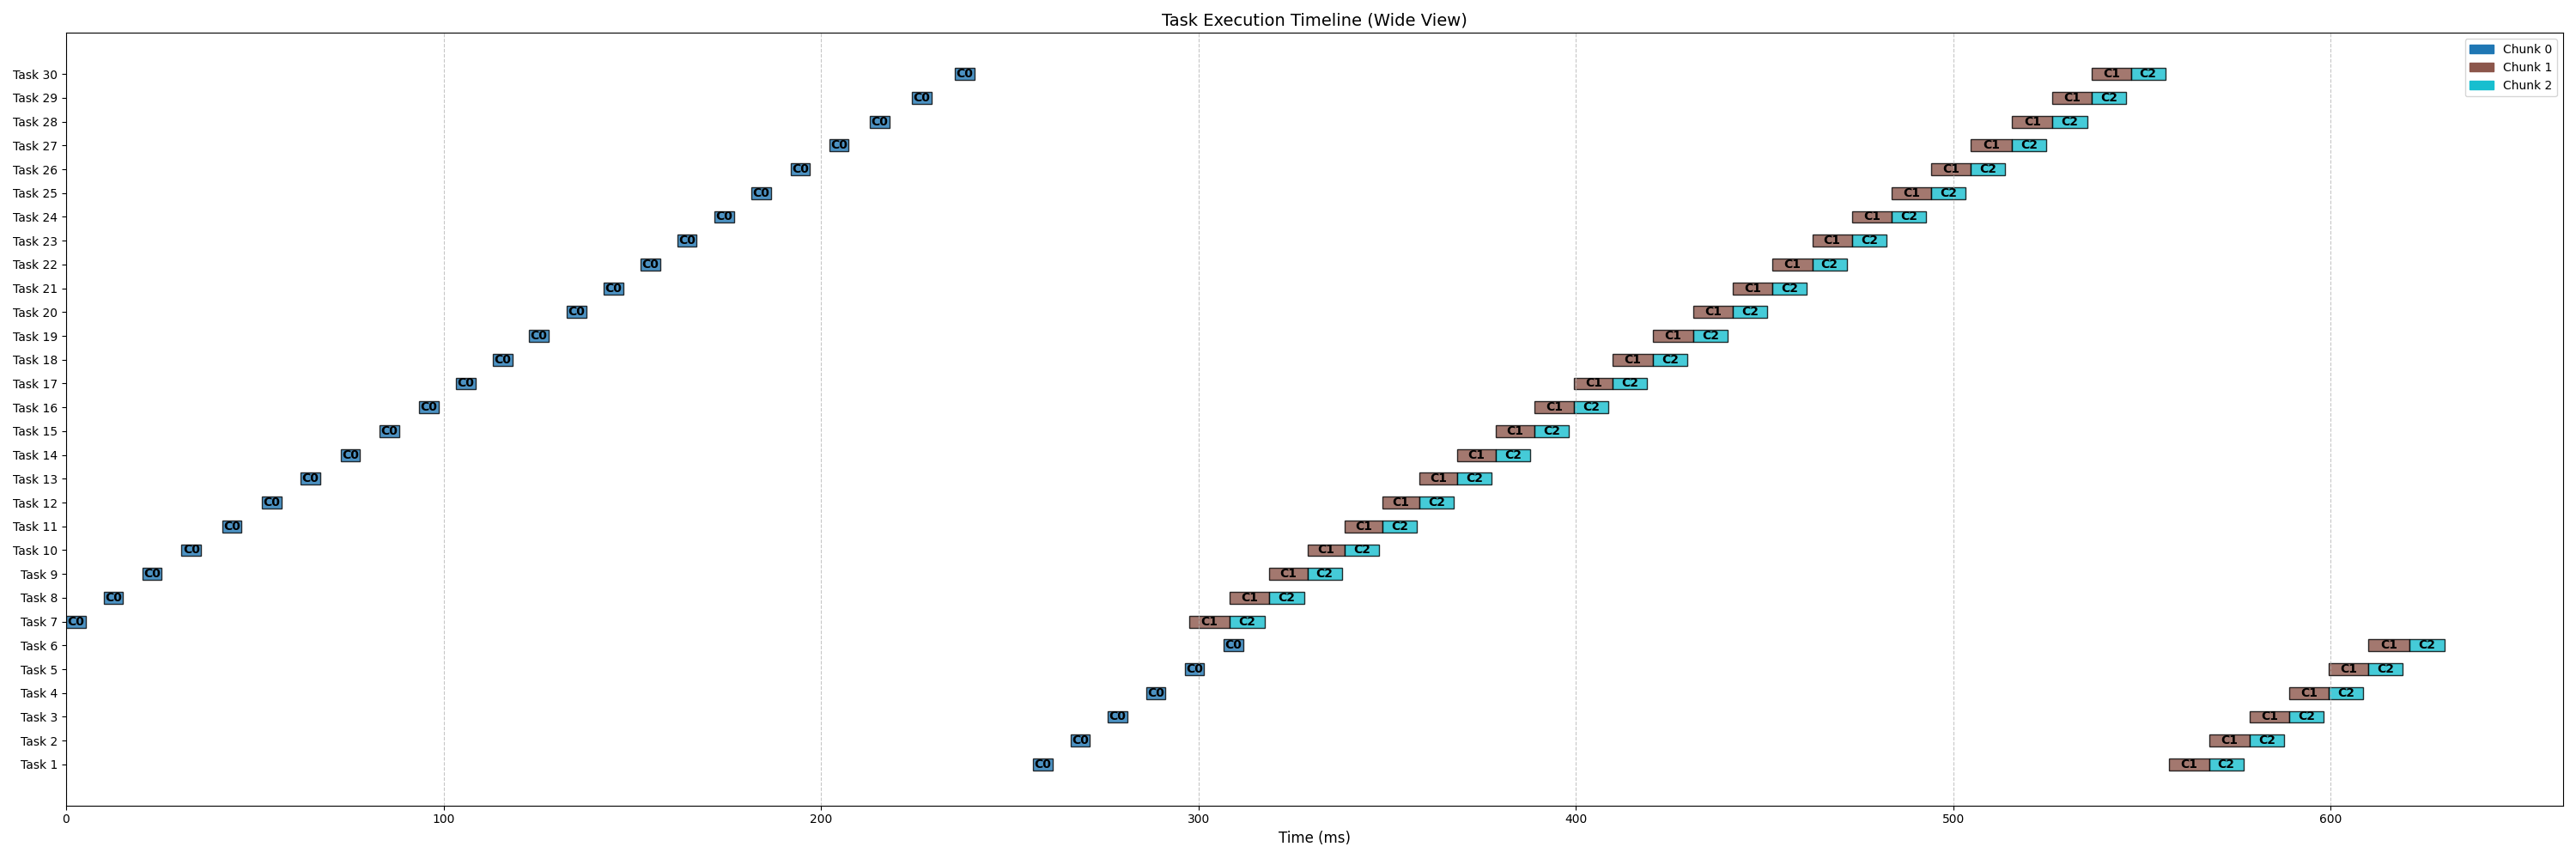 Task Execution Timeline (Wide View)
Chunk 0
Chunk 1
Chunk 2
Task 30 C0 C1 C2
Task 29 C0 C1 C2
Task 28 C0 C1 C2
Task 27 C0 C1 C2
Task 26 C0 C1 C2
Task 25 C0 C1 C2
Task 24 C0 C1 C2
Task 23 C0 C1 C2
Task 22 C0 C1 C2
Task 21 C0 C1 C2
Task 20 C0 C1 C2
Task 19 C0 C1 C2
Task 18 C0 C1 C2
Task 17 C0 C1 C2
Task 16 C0 C1 C2
Task 15 C0 C1 C2
Task 14 C0 C1 C2
Task 13 C0 C1 C2
Task 12 C0 C1 C2
Task 11 C0 C1 C2
Task 10 C0 C1 C2
Task 9 C0 C1 C2
Task 8 C0 C1 C2
Task 7 C0 C1 C2
Task 6 C0 C1 C2
Task 5 C0 C1 C2
Task 4 C0 C1 C2
Task 3 C0 C1 C2
Task 2 C0 C1 C2
Task 1 C0 C1 C2
0 100 200 300 400 500 600
Time (ms)